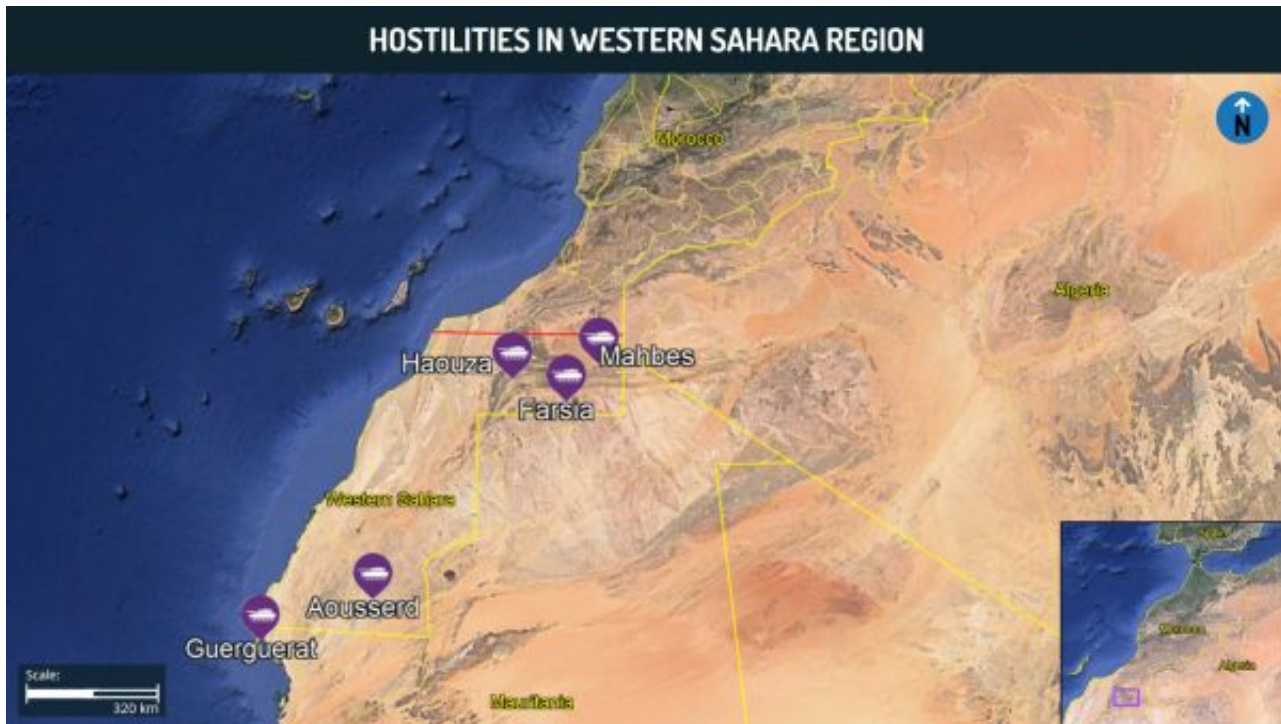 HOSTILITIES IN WESTERN SAHARA REGION
N
Morocco
Algeria
Haouza
Mahbes
Farsia
Western Sahara
Aousserd
Guerguerat
Mauritania
Scale:
320 km
Spain
Morocco
Algeria